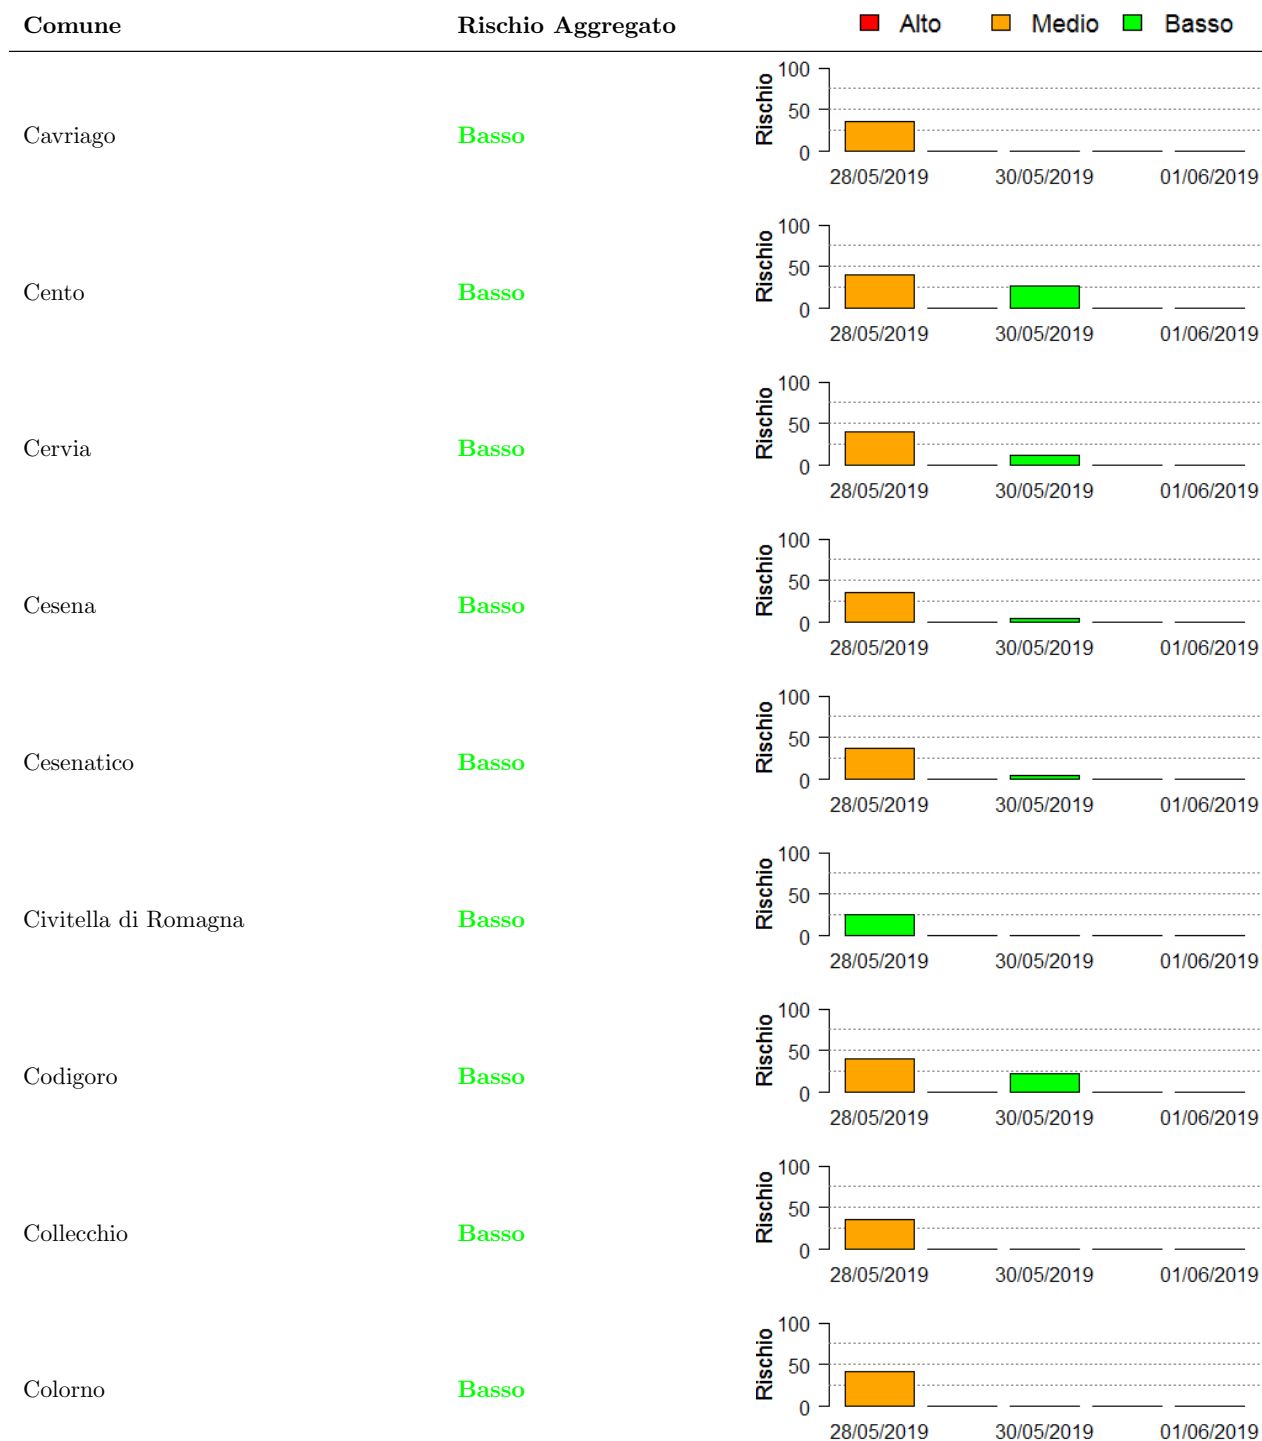 Comune Rischio Aggregato Alto Medio Basso
100
50
0
Rischio
Cavriago Basso
28/05/2019 30/05/2019 01/06/2019
100
50
0
Rischio
Cento Basso
28/05/2019 30/05/2019 01/06/2019
100
50
0
Rischio
Cervia Basso
28/05/2019 30/05/2019 01/06/2019
100
50
0
Rischio
Cesena Basso
28/05/2019 30/05/2019 01/06/2019
100
50
0
Rischio
Cesenatico Basso
28/05/2019 30/05/2019 01/06/2019
100
50
0
Rischio
Civitella di Romagna Basso
28/05/2019 30/05/2019 01/06/2019
100
50
0
Rischio
Codigoro Basso
28/05/2019 30/05/2019 01/06/2019
100
50
0
Rischio
Collecchio Basso
28/05/2019 30/05/2019 01/06/2019
100
50
0
Rischio
Colorno Basso
28/05/2019 30/05/2019 01/06/2019